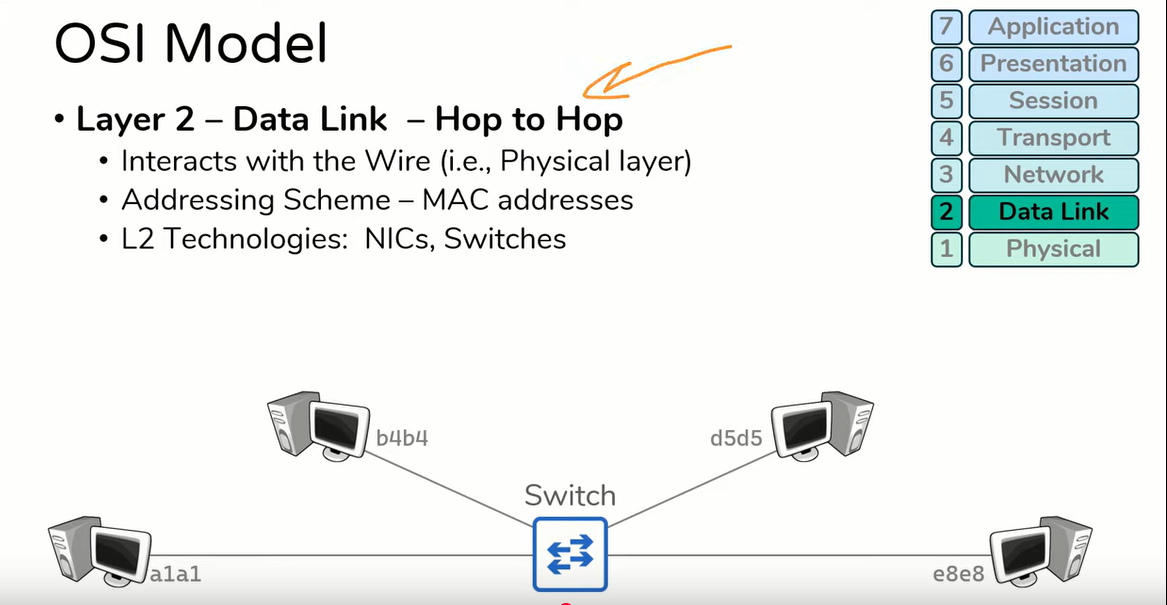 OSI Model
• Layer 2 – Data Link – Hop to Hop
• Interacts with the Wire (i.e., Physical layer)
• Addressing Scheme – MAC addresses
• L2 Technologies: NICs, Switches
7 Application
6 Presentation
5 Session
4 Transport
3 Network
2 Data Link
1 Physical
b4b4
d5d5
Switch
a1a1
e8e8